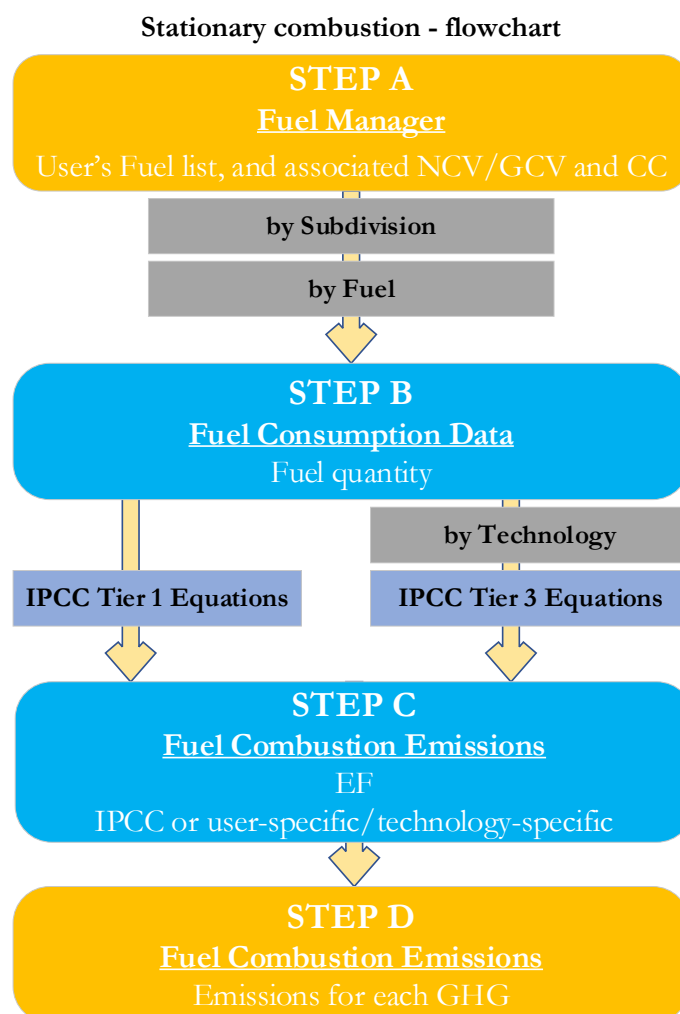 Stationary combustion - flowchart
STEP A
Fuel Manager
User's Fuel list, and associated NCV/GCV and CC
by Subdivision
by Fuel
STEP B
Fuel Consumption Data
Fuel quantity
by Technology
IPCC Tier 1 Equations
IPCC Tier 3 Equations
STEP C
Fuel Combustion Emissions
EF
IPCC or user-specific/technology-specific
STEP D
Fuel Combustion Emissions
Emissions for each GHG